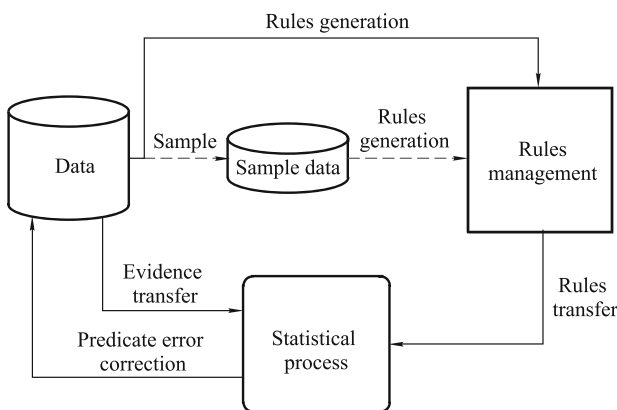 Rules generation
Sample
Rules
generation
Data
Sample data
Rules
management
Evidence
transfer
Rules
transfer
Predicate error
correction
Statistical
process